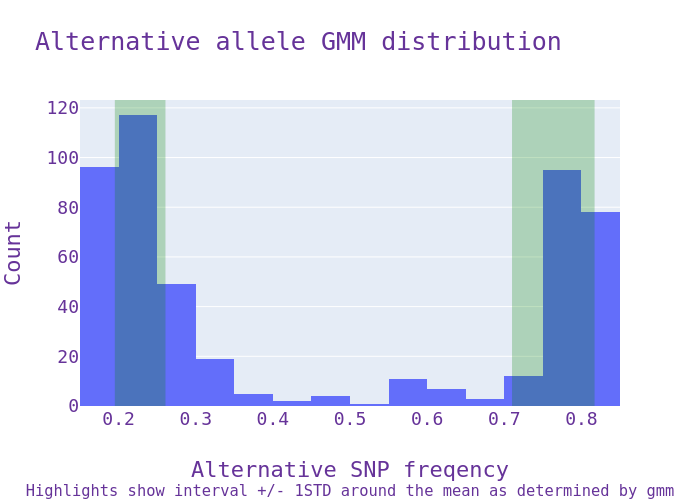 Alternative allele GMM distribution
120
100
80
60
40
20
0
Count
0.2 0.3 0.4 0.5 0.6 0.7 0.8
Alternative SNP freqency
Highlights show interval +/- 1STD around the mean as determined by gmm